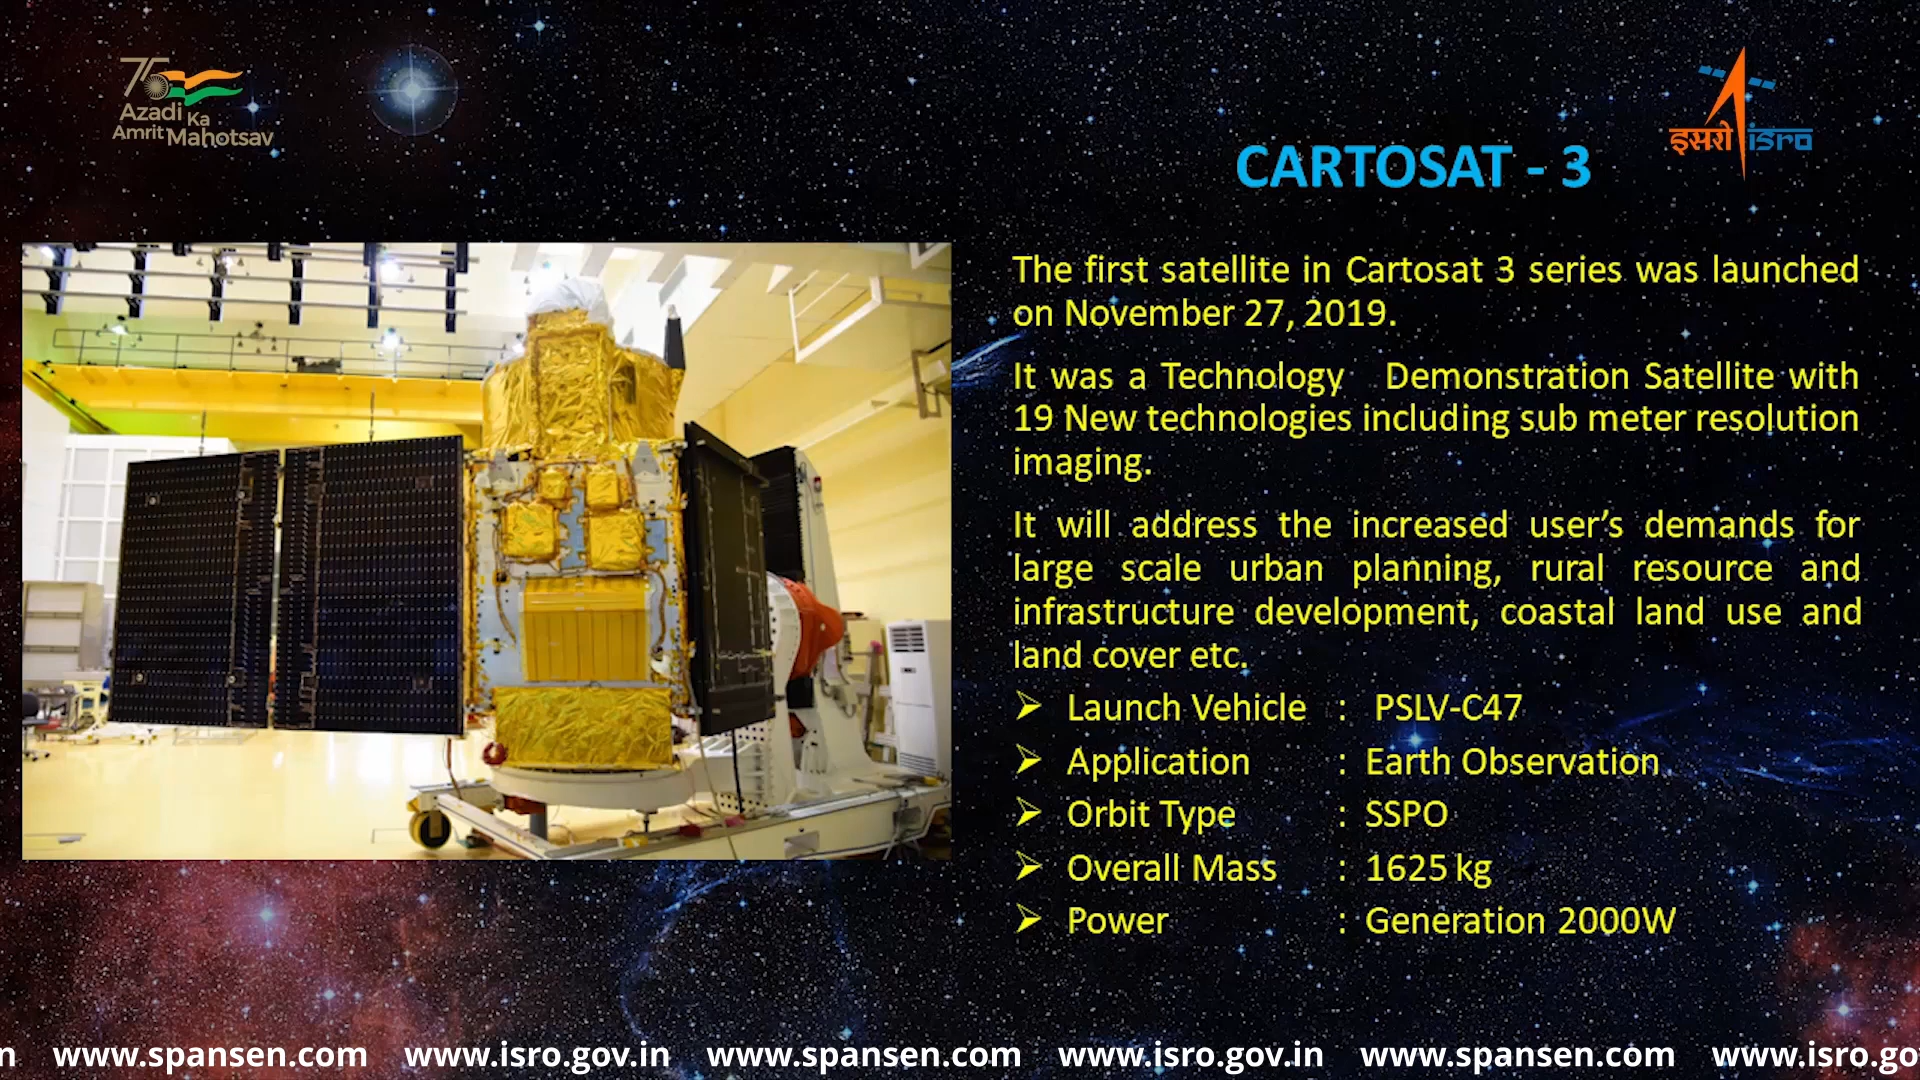 75
Azadi Ka
Amrit Mahotsav
इसरो isro
CARTOSAT - 3
The first satellite in Cartosat 3 series was launched
on November 27, 2019.
It was a Technology Demonstration Satellite with
19 New technologies including sub meter resolution
imaging.
It will address the increased user’s demands for
large scale urban planning, rural resource and
infrastructure development, coastal land use and
land cover etc.
➢ Launch Vehicle : PSLV-C47
➢ Application : Earth Observation
➢ Orbit Type : SSPO
➢ Overall Mass : 1625 kg
➢ Power : Generation 2000W
n www.spansen.com www.isro.gov.in www.spansen.com www.isro.gov.in www.spansen.com www.isro.go